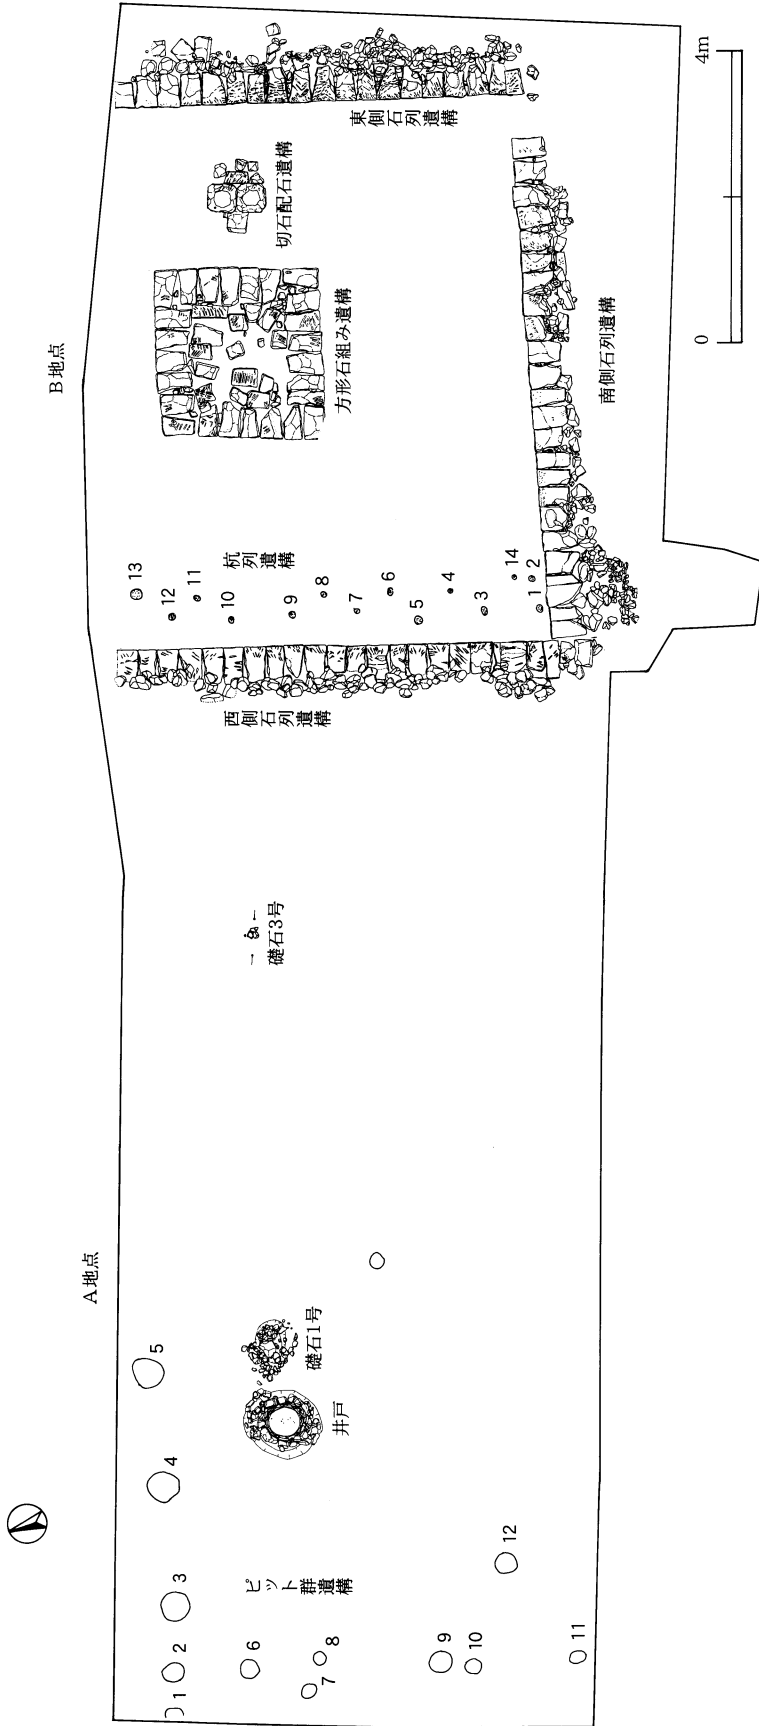 A地点
B地点
1
2
3
4
5
6
7
8
9
10
11
12
ピット群遺構
井戸
礎石1号
礎石3号
西側石列遺構
杭列遺構
13
12
11
10
9
8
7
6
5
4
3
14
1
2
方形石組み遺構
切石配石遺構
東側石列遺構
南側石列遺構
0
4m